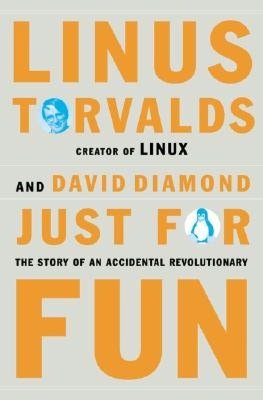 LINUS
TORVALDS
CREATOR OF LINUX
AND DAVID DIAMOND
JUST FOR
THE STORY OF AN ACCIDENTAL REVOLUTIONARY
FUN